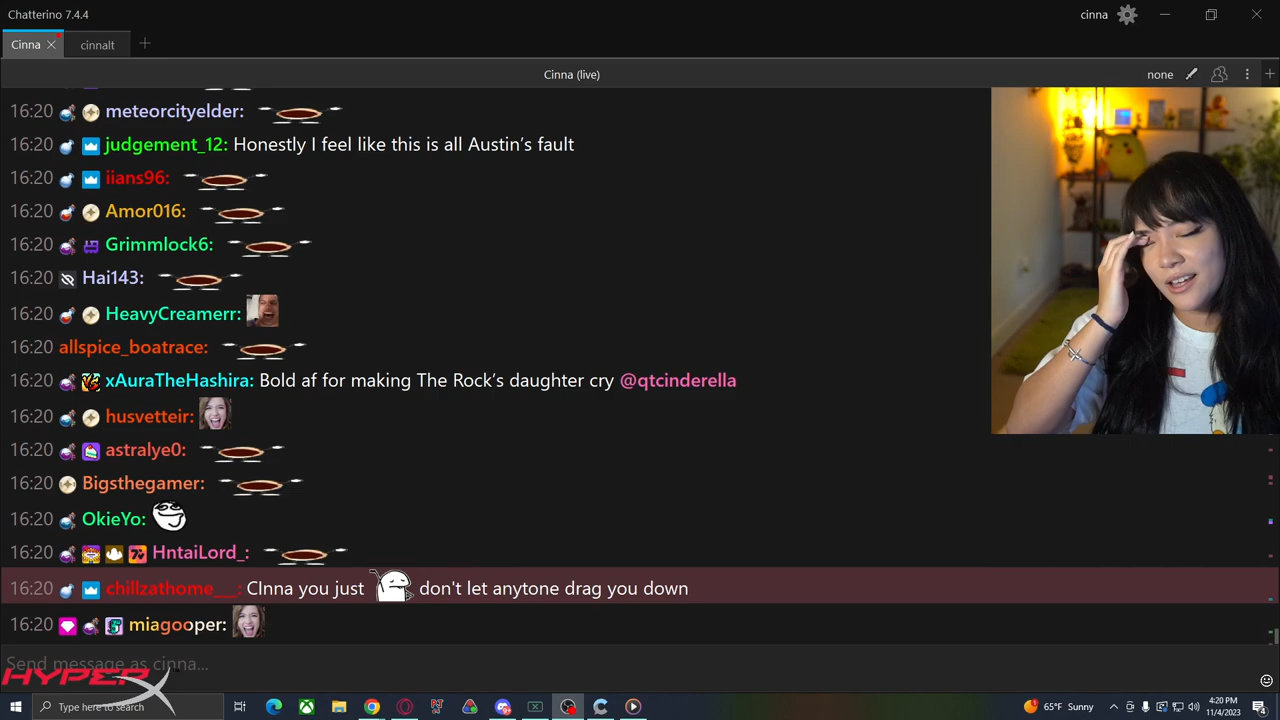 Chatterino 7.4.4
cinna
Cinna
cinnalt
Cinna (live)
none
16:20 meteorcityelder:
16:20 judgement_12: Honestly I feel like this is all Austin’s fault
16:20 iians96:
16:20 Amor016:
16:20 Grimmlock6:
16:20 Hai143:
16:20 HeavyCreamerr:
16:20 allspice_boatrace:
16:20 xAuraTheHashira: Bold af for making The Rock’s daughter cry @qtcinderella
16:20 husvetteir:
16:20 astralye0:
16:20 Bigsthegamer:
16:20 OkieYo:
16:20 HntaiLord_:
16:20 chillzathome___: CInna you just don't let anytone drag you down
16:20 miagooper:
Send message as cinna...
HYPERX
Type here to search
65°F Sunny
4:20 PM
11/4/2023